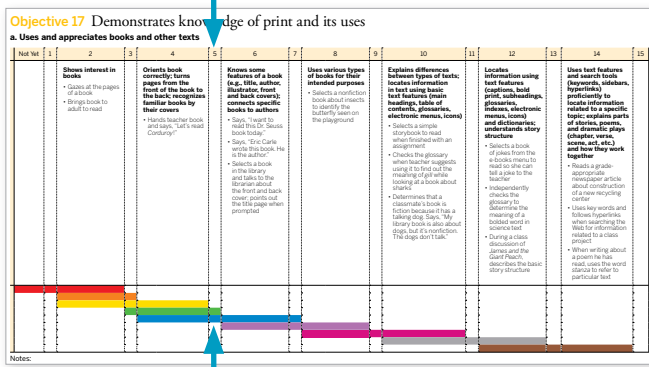 Objective 17 Demonstrates knowledge of print and its uses
a. Uses and appreciates books and other texts
Not Yet 1 2 3 4 5 6 7 8 9 10 11 12 13 14 15
Shows interest in
books
• Gazes at the pages
of a book
• Brings book to
adult to read
Orients book
correctly; turns
pages from the
front of the book to
the back; recognizes
familiar books by
their covers
• Hands teacher book
and says, "Let's read
Corduroy!"
Knows some
features of a book
(e.g., title, author,
illustrator, front
and back covers);
connects specific
books to authors
• Says, "I want to
read this Dr. Seuss
book today."
• Says, "Eric Carle
wrote this book. He
is the author."
• Selects a book
in the library
and talks to the
librarian about
the front and back
cover; points out
the title page when
prompted
Uses various types
of books for their
intended purposes
• Selects a nonfiction
book about insects
to identify the
butterfly seen on
the playground
Explains differences
between types of texts;
locates information
in text using basic
text features (main
headings, table of
contents, glossaries,
electronic menus, icons)
• Selects a simple
storybook to read
when finished with an
assignment
• Checks the glossary
when teacher suggests
using it to find out the
meaning of gill while
looking at a book about
sharks
• Determines that a
classmate's book is
fiction because it has a
talking dog. Says, "My
library book is also about
dogs, but it's nonfiction.
The dogs don't talk."
Locates
information using
text features
(captions, bold
print, subheadings,
glossaries,
indexes, electronic
menus, icons)
and dictionaries;
understands story
structure
• Selects a book
of jokes from the
e-books menu to
read so she can
tell a joke to the
teacher
• Independently
checks the
glossary to
determine the
meaning of a
bolded word in
science text
• During a class
discussion of
James and the
Giant Peach,
describes the basic
story structure
Uses text features
and search tools
(keywords, sidebars,
hyperlinks)
proficiently to
locate information
related to a specific
topic; explains parts
of stories, poems,
and dramatic plays
(chapter, verse,
scene, act, etc.)
and how they work
together
• Reads a grade-
appropriate
newspaper article
about construction
of a new recycling
center
• Uses key words and
follows hyperlinks
when searching the
Web for information
related to a class
project
• When writing about
a poem he has
read, uses the word
stanza to refer to
particular text
Notes: